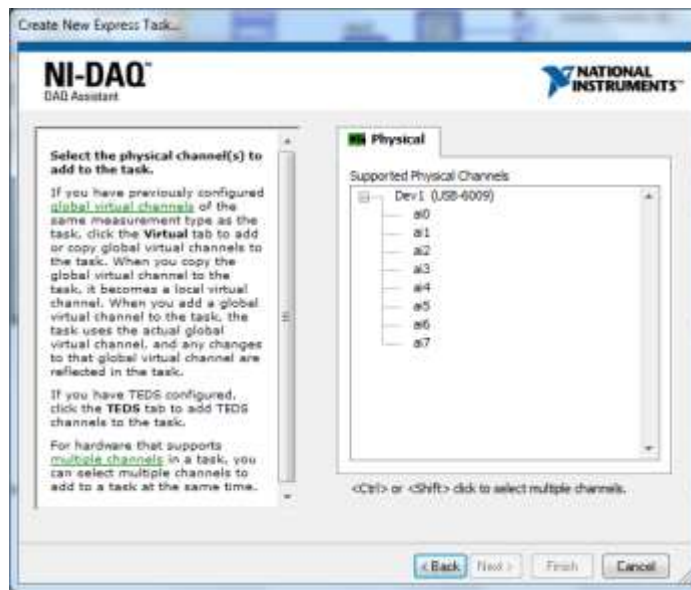 Create New Express Task...
NI-DAQ™
DAQ Assistant
NATIONAL
INSTRUMENTS™
Select the physical channel(s) to
add to the task.
If you have previously configured
global virtual channels of the
same measurement type as the
task, click the Virtual tab to add
or copy global virtual channels to
the task. When you copy the
global virtual channel to the
task, it becomes a local virtual
channel. When you add a global
virtual channel to the task, the
task uses the actual global
virtual channel, and any changes
to that global virtual channel are
reflected in the task.
If you have TEDS configured,
click the TEDS tab to add TEDS
channels to the task.
For hardware that supports
multiple channels in a task, you
can select multiple channels to
add to a task at the same time.
Physical
Supported Physical Channels
Dev1 (USB-6009)
ai0
ai1
ai2
ai3
ai4
ai5
ai6
ai7
<Ctrl> or <Shift> click to select multiple channels.
< Back
Next >
Finish
Cancel